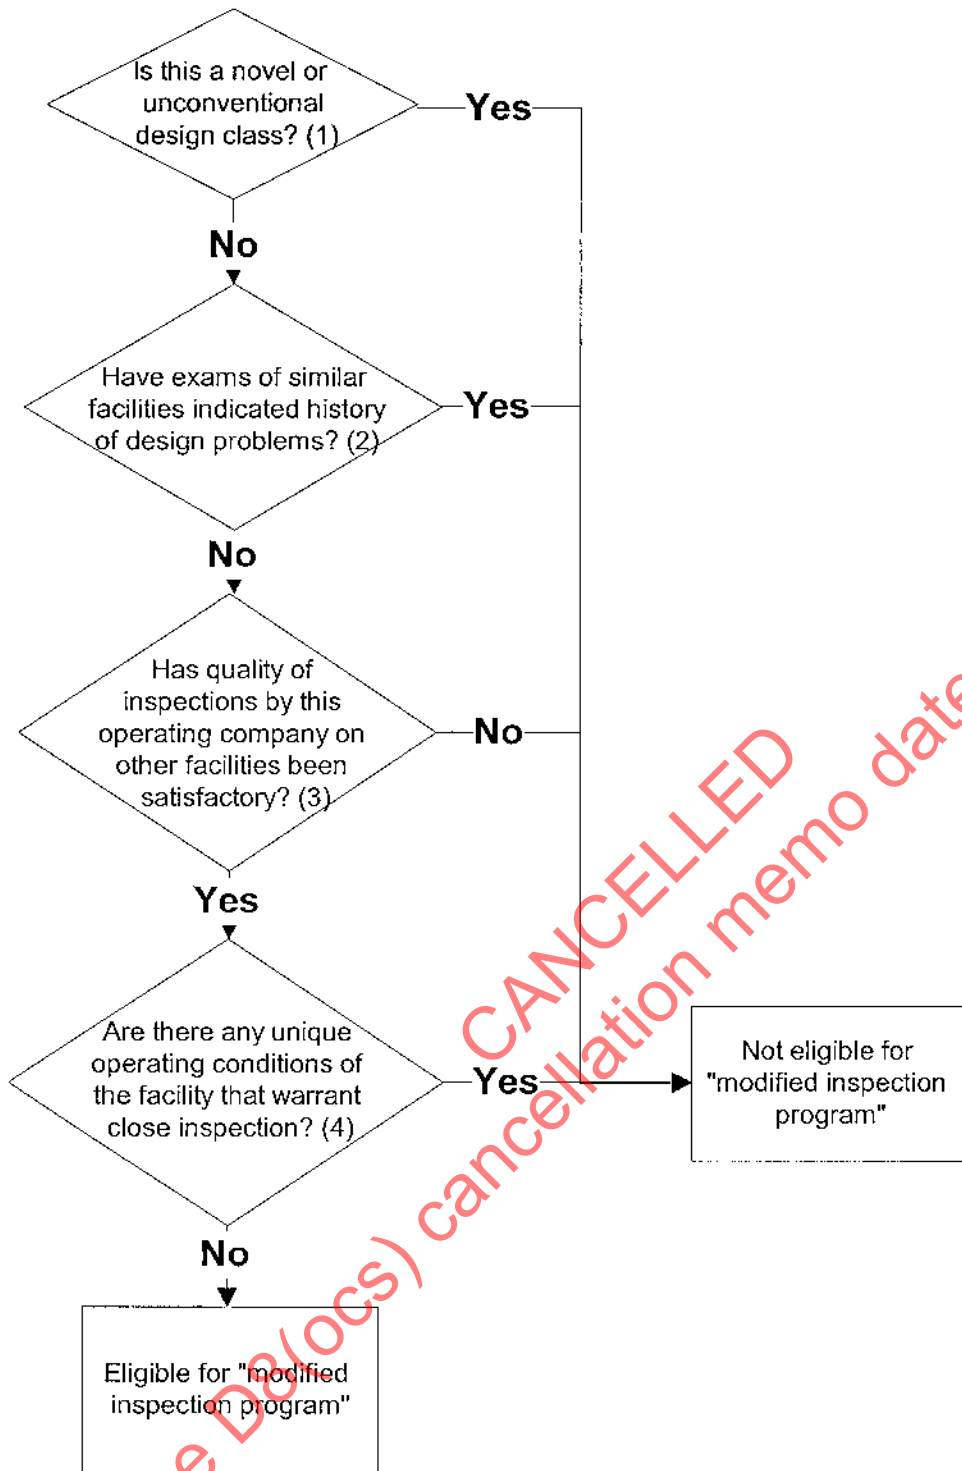 Is this a novel or
unconventional
design class? (1)
Yes
No
Have exams of similar
facilities indicated history
of design problems? (2)
Yes
No
Has quality of
inspections by this
operating company on
other facilities been
satisfactory? (3)
No
Yes
Are there any unique
operating conditions of
the facility that warrant
close inspection? (4)
Yes
Not eligible for
"modified inspection
program"
No
Eligible for "modified
inspection program"
CANCELLED
D8(ocs) cancellation memo date